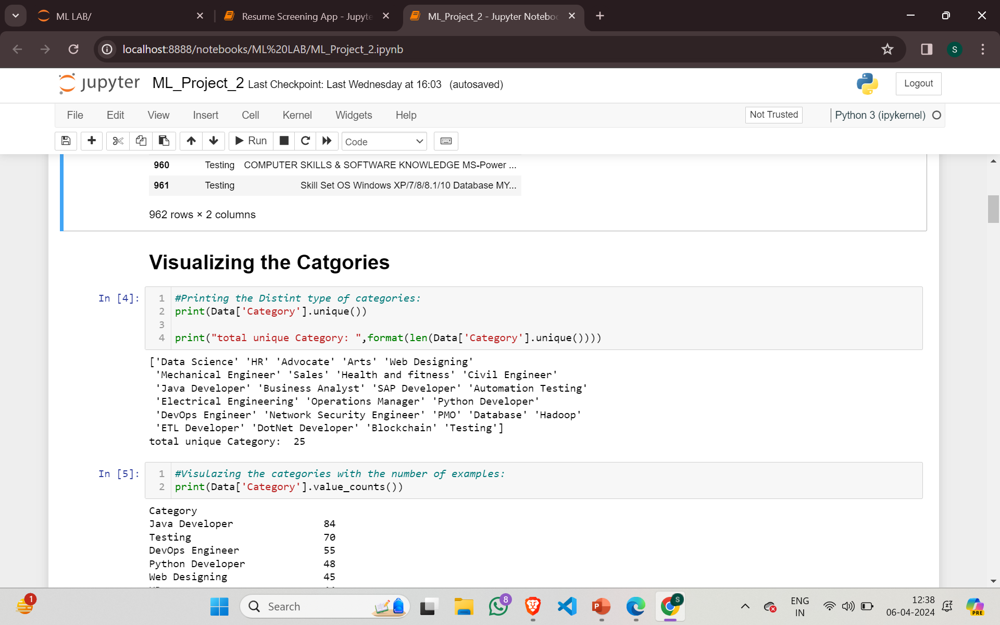 ML LAB/
Resume Screening App - Jupyte
ML_Project_2 - Jupyter Noteboo
localhost:8888/notebooks/ML%20LAB/ML_Project_2.ipynb
S
jupyter ML_Project_2 Last Checkpoint: Last Wednesday at 16:03 (autosaved)
Logout
File Edit View Insert Cell Kernel Widgets Help
Not Trusted
Python 3 (ipykernel)
Run
Code
960 Testing COMPUTER SKILLS & SOFTWARE KNOWLEDGE MS-Power ...
961 Testing Skill Set OS Windows XP/7/8/8.1/10 Database MY...
962 rows × 2 columns
Visualizing the Catgories
In [4]:
1 #Printing the Distint type of categories:
2 print(Data['Category'].unique())
3
4 print("total unique Category: ",format(len(Data['Category'].unique())))
['Data Science' 'HR' 'Advocate' 'Arts' 'Web Designing'
'Mechanical Engineer' 'Sales' 'Health and fitness' 'Civil Engineer'
'Java Developer' 'Business Analyst' 'SAP Developer' 'Automation Testing'
'Electrical Engineering' 'Operations Manager' 'Python Developer'
'DevOps Engineer' 'Network Security Engineer' 'PMO' 'Database' 'Hadoop'
'ETL Developer' 'DotNet Developer' 'Blockchain' 'Testing']
total unique Category:  25
In [5]:
1 #Visulazing the categories with the number of examples:
2 print(Data['Category'].value_counts())
Category
Java Developer 84
Testing 70
DevOps Engineer 55
Python Developer 48
Web Designing 45
1
Search
8
P
S
ENG
IN
12:38
06-04-2024
PRE